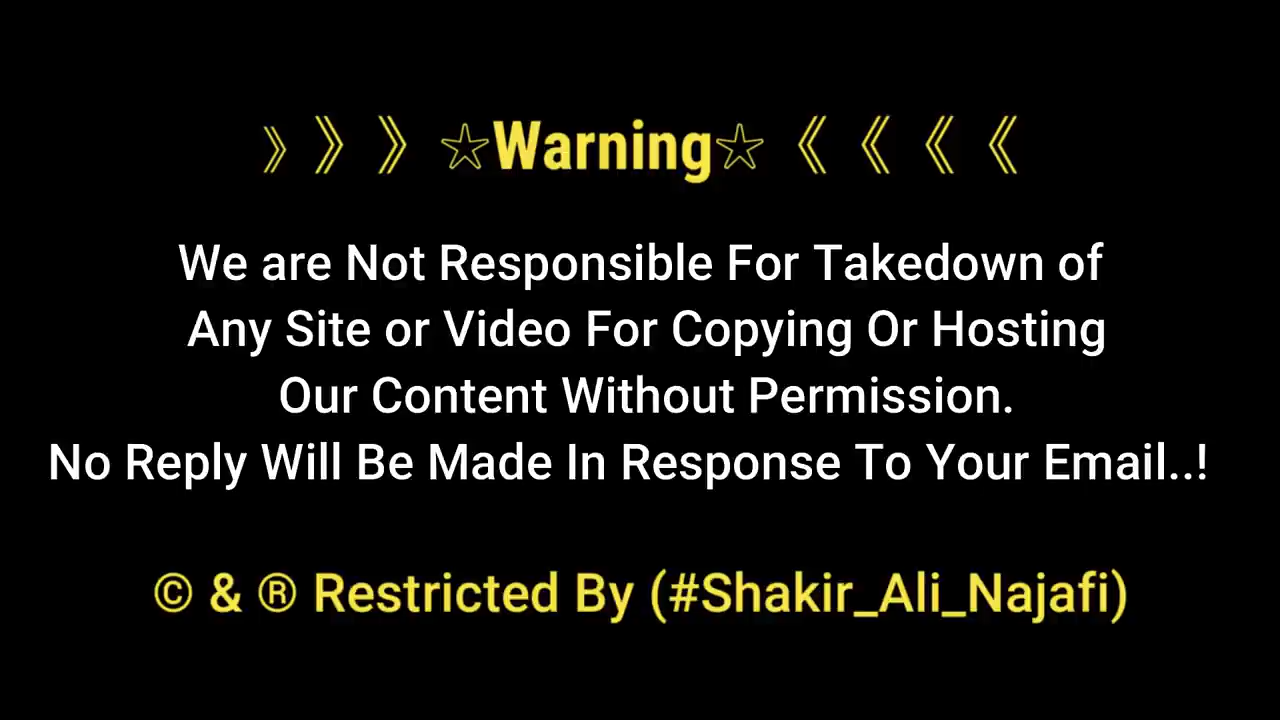 》 》 》 ☆Warning☆ 《 《 《 《
We are Not Responsible For Takedown of
Any Site or Video For Copying Or Hosting
Our Content Without Permission.
No Reply Will Be Made In Response To Your Email..!
© & ® Restricted By (#Shakir_Ali_Najafi)